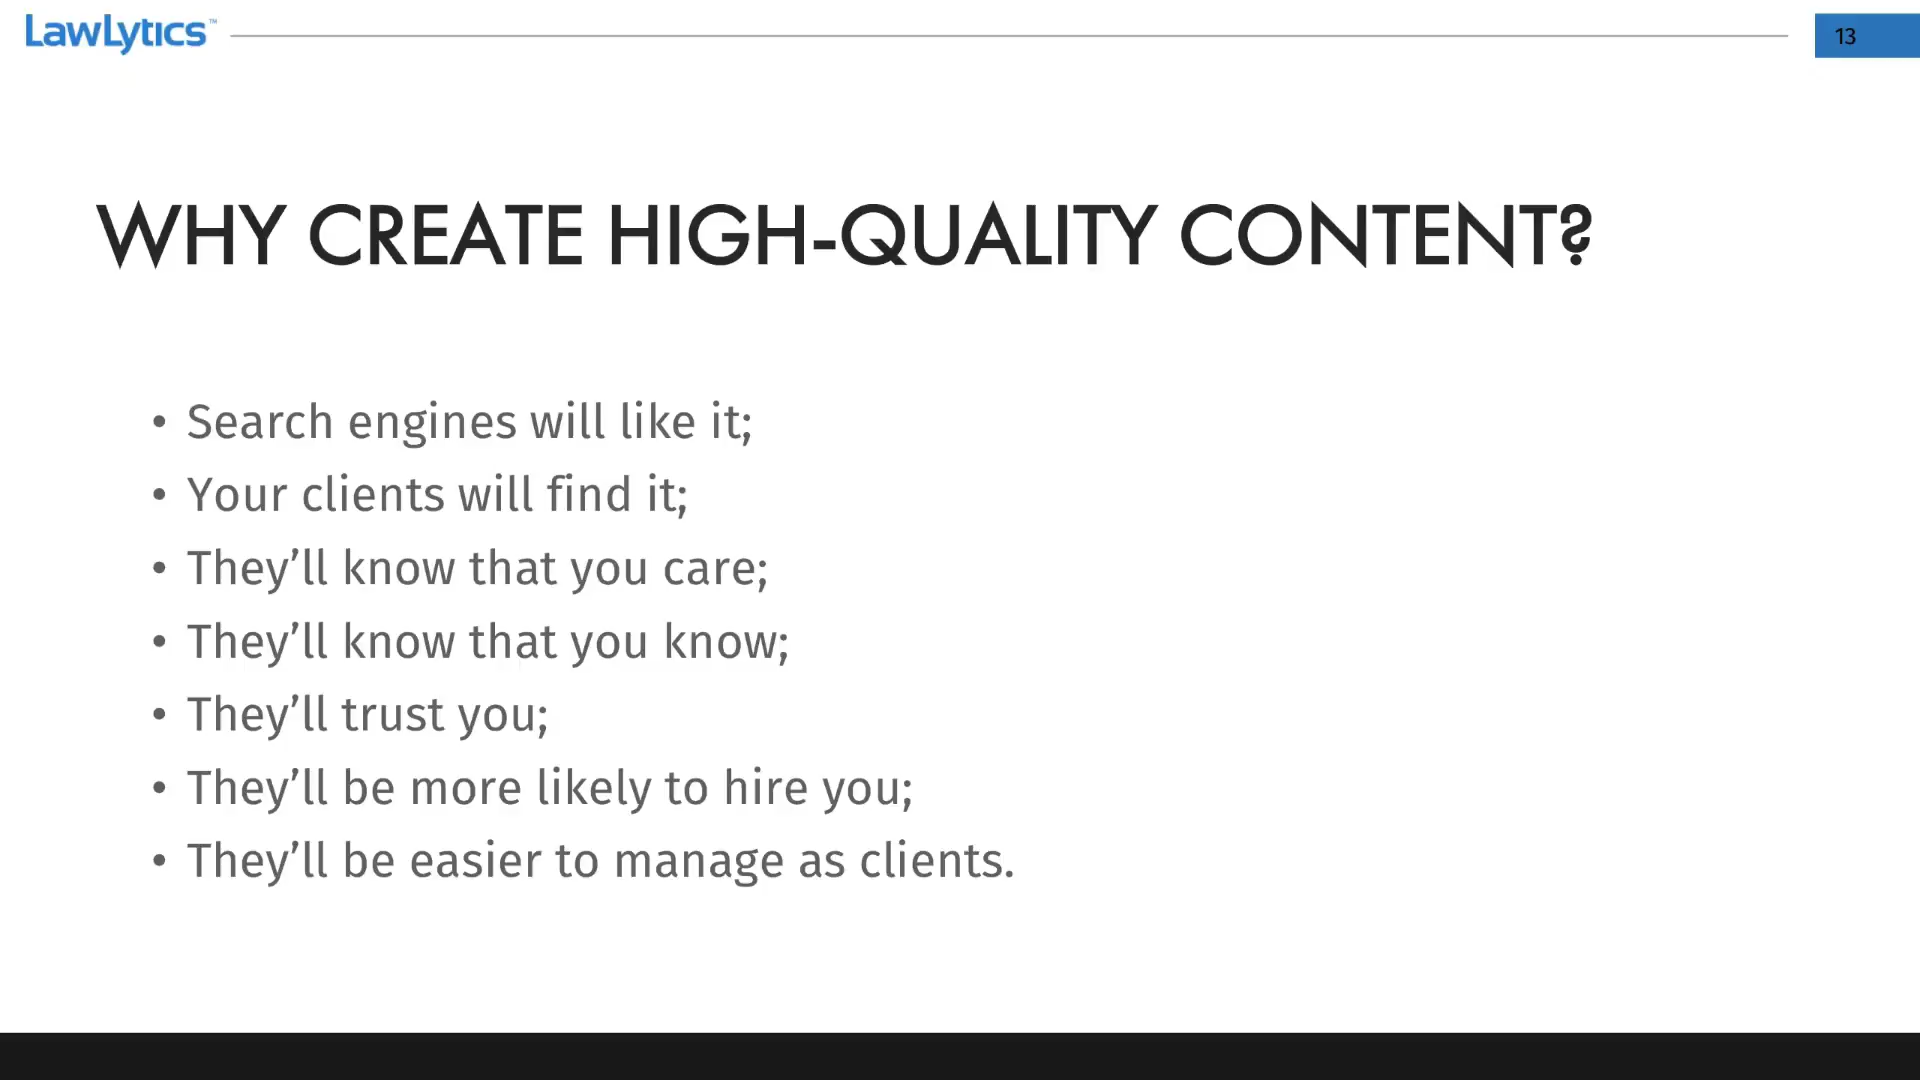 LawLytics™
13
WHY CREATE HIGH-QUALITY CONTENT?
• Search engines will like it;
• Your clients will find it;
• They’ll know that you care;
• They’ll know that you know;
• They’ll trust you;
• They’ll be more likely to hire you;
• They’ll be easier to manage as clients.